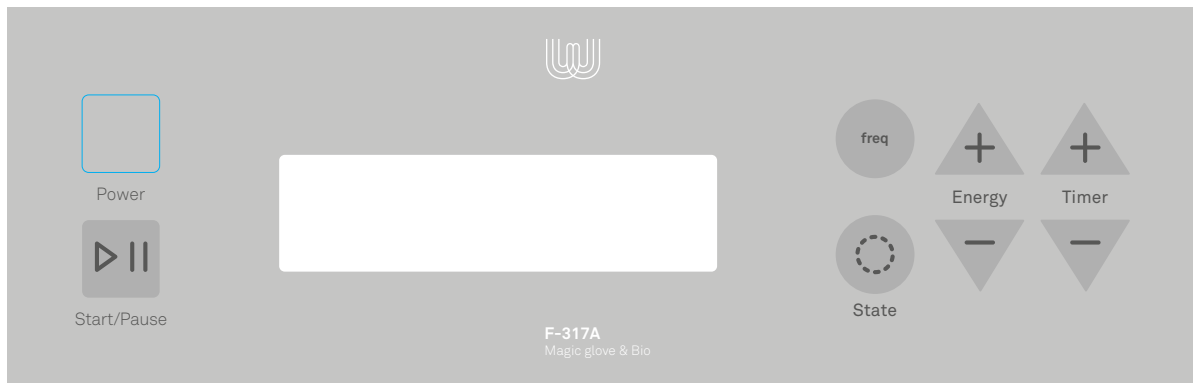 Power
Start/Pause
F-317A
Magic glove & Bio
freq
Energy
Timer
State